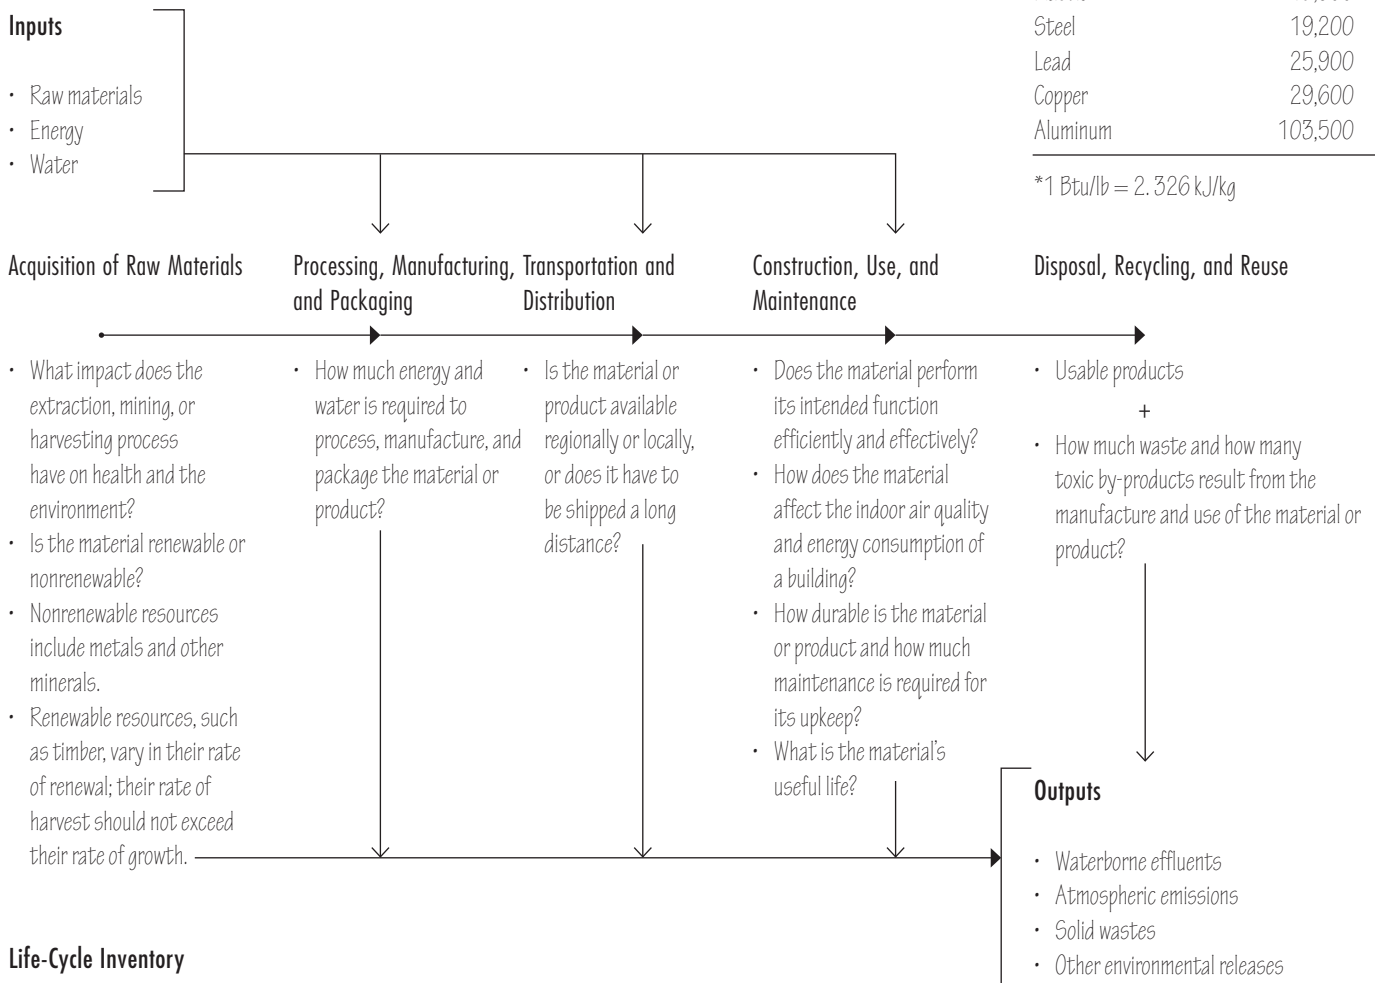 Inputs
• Raw materials
• Energy
• Water
Steel 19,200
Lead 25,900
Copper 29,600
Aluminum 103,500
*1 Btu/lb = 2.326 kJ/kg
Acquisition of Raw Materials
• What impact does the
extraction, mining, or
harvesting process
have on health and the
environment?
• Is the material renewable or
nonrenewable?
• Nonrenewable resources
include metals and other
minerals.
• Renewable resources, such
as timber, vary in their rate
of renewal; their rate of
harvest should not exceed
their rate of growth.
Processing, Manufacturing,
and Packaging
• How much energy and
water is required to
process, manufacture, and
package the material or
product?
Transportation and
Distribution
• Is the material or
product available
regionally or locally,
or does it have to
be shipped a long
distance?
Construction, Use, and
Maintenance
• Does the material perform
its intended function
efficiently and effectively?
• How does the material
affect the indoor air quality
and energy consumption of
a building?
• How durable is the material
or product and how much
maintenance is required for
its upkeep?
• What is the material's
useful life?
Disposal, Recycling, and Reuse
• Usable products
+
• How much waste and how many
toxic by-products result from the
manufacture and use of the material or
product?
Outputs
• Waterborne effluents
• Atmospheric emissions
• Solid wastes
• Other environmental releases
Life-Cycle Inventory